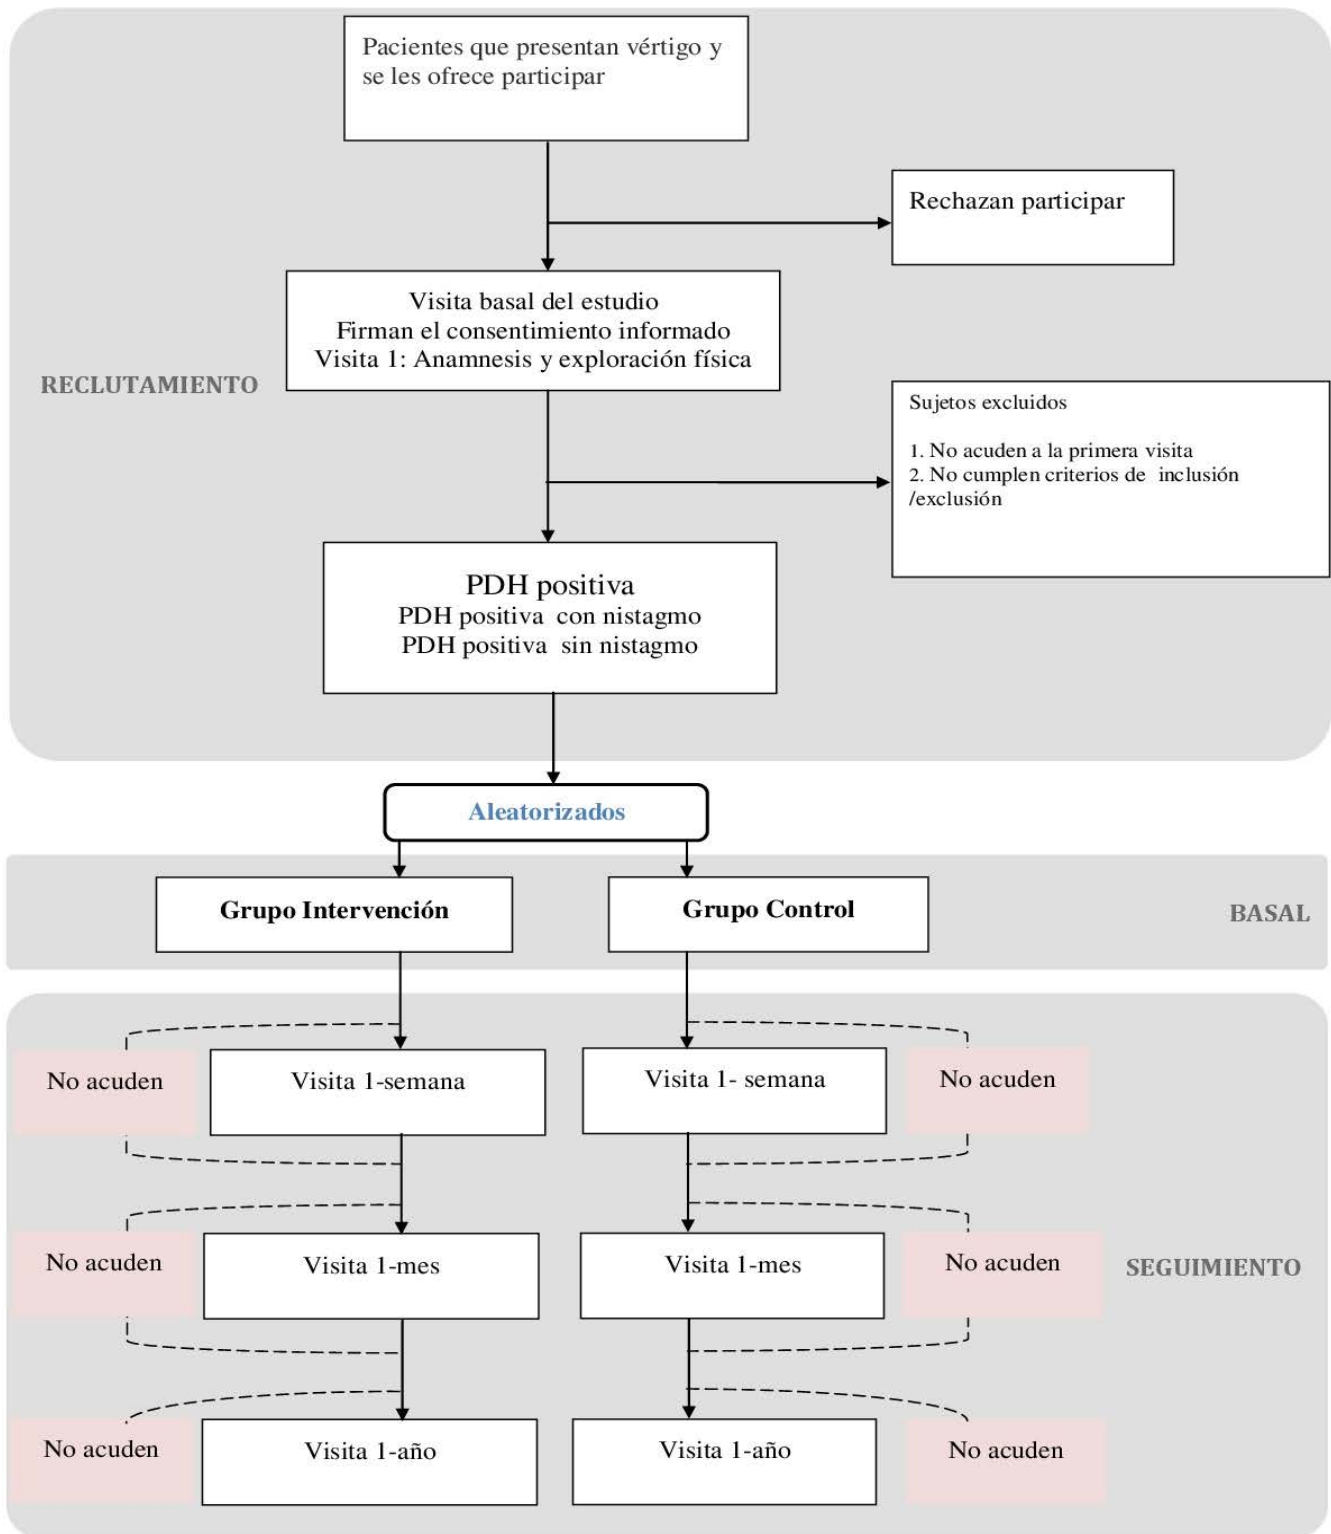 Pacientes que presentan vértigo y
se les ofrece participar
Rechazan participar
Visita basal del estudio
Firman el consentimiento informado
Visita 1: Anamnesis y exploración física
RECLUTAMIENTO
Sujetos excluidos
1. No acuden a la primera visita
2. No cumplen criterios de inclusión
/exclusión
PDH positiva
PDH positiva con nistagmo
PDH positiva sin nistagmo
Aleatorizados
Grupo Intervención
Grupo Control
BASAL
No acuden
Visita 1-semana
Visita 1- semana
No acuden
No acuden
Visita 1-mes
Visita 1-mes
No acuden
SEGUIMIENTO
No acuden
Visita 1-año
Visita 1-año
No acuden